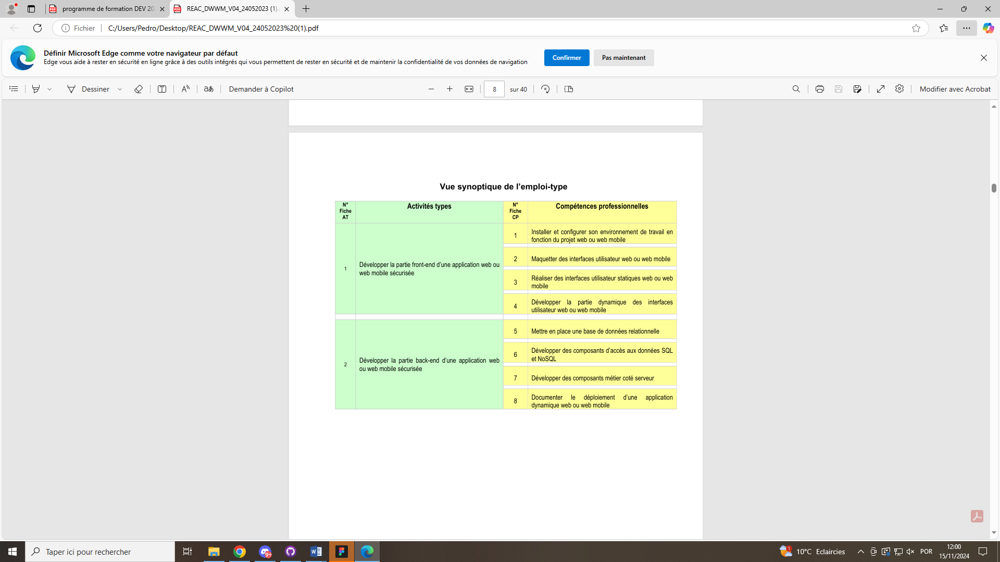 programme de formation DEV 20
REAC_DWWM_V04_24052023 (1).
Fichier
C:/Users/Pedro/Desktop/REAC_DWWM_V04_24052023%20(1).pdf
Définir Microsoft Edge comme votre navigateur par défaut
Edge vous aide à rester en sécurité en ligne grâce à des outils intégrés qui vous permettent de rester en sécurité et de maintenir la confidentialité de vos données de navigation
Confirmer
Pas maintenant
Dessiner
Demander à Copilot
8
sur 40
Modifier avec Acrobat
Vue synoptique de l’emploi-type
N°
Fiche
AT
Activités types
N°
Fiche
CP
Compétences professionnelles
1
Développer la partie front-end d’une application web ou
web mobile sécurisée
1
Installer et configurer son environnement de travail en
fonction du projet web ou web mobile
2
Maquetter des interfaces utilisateur web ou web mobile
3
Réaliser des interfaces utilisateur statiques web ou web
mobile
4
Développer la partie dynamique des interfaces
utilisateur web ou web mobile
2
Développer la partie back-end d’une application web
ou web mobile sécurisée
5
Mettre en place une base de données relationnelle
6
Développer des composants d’accès aux données SQL
et NoSQL
7
Développer des composants métier coté serveur
8
Documenter le déploiement d’une application
dynamique web ou web mobile
Taper ici pour rechercher
9+
1
10°C
Eclaircies
POR
12:00
15/11/2024